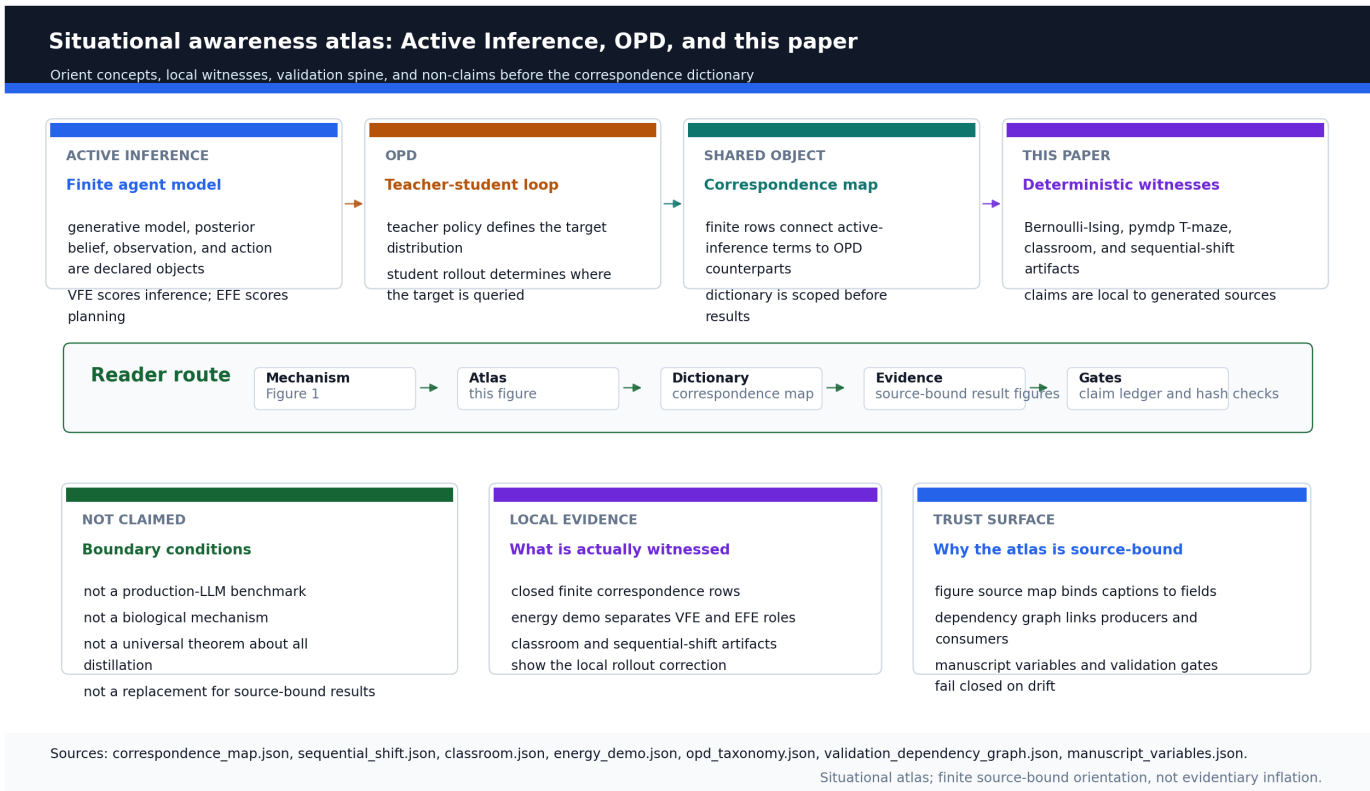 Situational awareness atlas: Active Inference, OPD, and this paper
Orient concepts, local witnesses, validation spine, and non-claims before the correspondence dictionary
ACTIVE INFERENCE
Finite agent model
generative model, posterior
belief, observation, and action
are declared objects
VFE scores inference; EFE scores
planning
OPD
Teacher-student loop
teacher policy defines the target
distribution
student rollout determines where
the target is queried
SHARED OBJECT
Correspondence map
finite rows connect active-
inference terms to OPD
counterparts
dictionary is scoped before
results
THIS PAPER
Deterministic witnesses
Bernoulli-Ising, pymdp T-maze,
classroom, and sequential-shift
artifacts
claims are local to generated sources
Reader route
Mechanism
Figure 1
Atlas
this figure
Dictionary
correspondence map
Evidence
source-bound result figures
Gates
claim ledger and hash checks
NOT CLAIMED
Boundary conditions
not a production-LLM benchmark
not a biological mechanism
not a universal theorem about all
distillation
not a replacement for source-bound results
LOCAL EVIDENCE
What is actually witnessed
closed finite correspondence rows
energy demo separates VFE and EFE roles
classroom and sequential-shift artifacts
show the local rollout correction
TRUST SURFACE
Why the atlas is source-bound
figure source map binds captions to fields
dependency graph links producers and
consumers
manuscript variables and validation gates
fail closed on drift
Sources: correspondence_map.json, sequential_shift.json, classroom.json, energy_demo.json, opd_taxonomy.json, validation_dependency_graph.json, manuscript_variables.json.
Situational atlas; finite source-bound orientation, not evidentiary inflation.